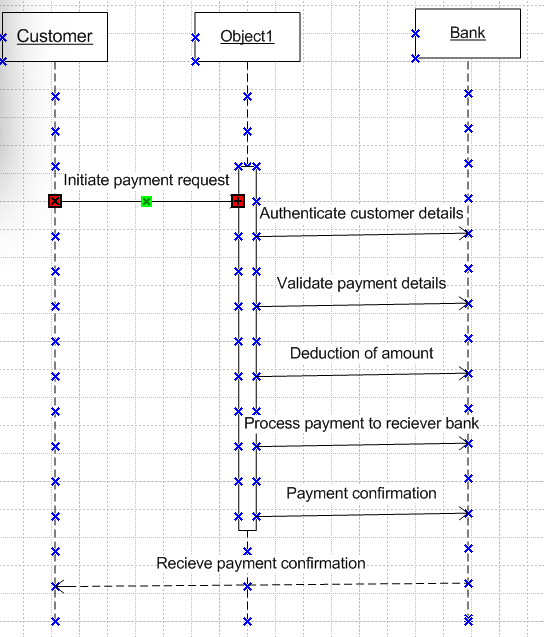 Customer
Object1
Bank
Initiate payment request
Authenticate customer details
Validate payment details
Deduction of amount
Process payment to reciever bank
Payment confirmation
Recieve payment confirmation